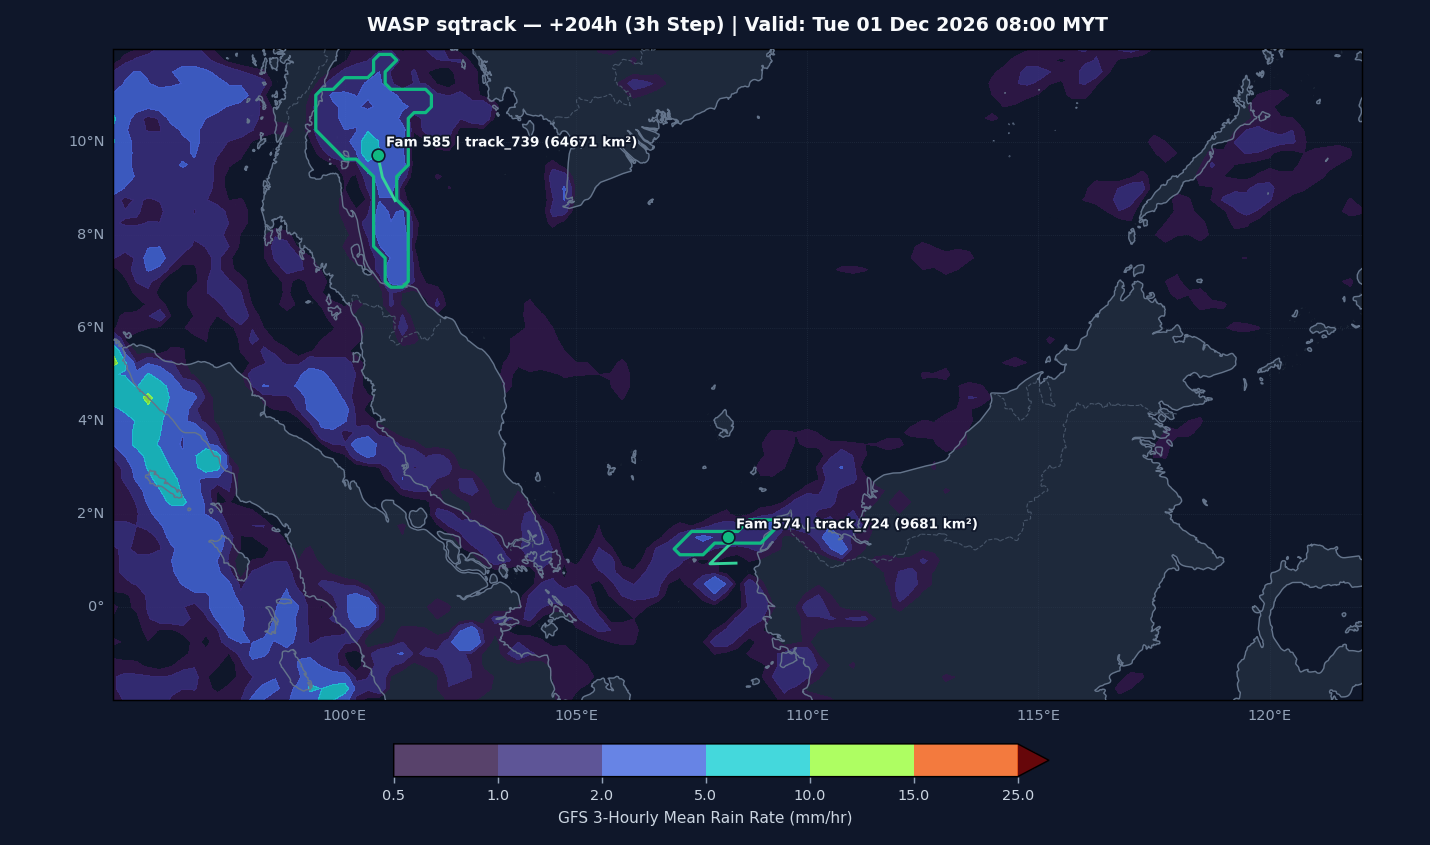 WASP sqtrack — +204h (3h Step) | Valid: Tue 01 Dec 2026 08:00 MYT
10°N
Fam 585 | track_739 (64671 km²)
8°N
6°N
4°N
2°N
Fam 574 | track_724 (9681 km²)
0°
100°E 105°E 110°E 115°E 120°E
0.5 1.0 2.0 5.0 10.0 15.0 25.0
GFS 3-Hourly Mean Rain Rate (mm/hr)